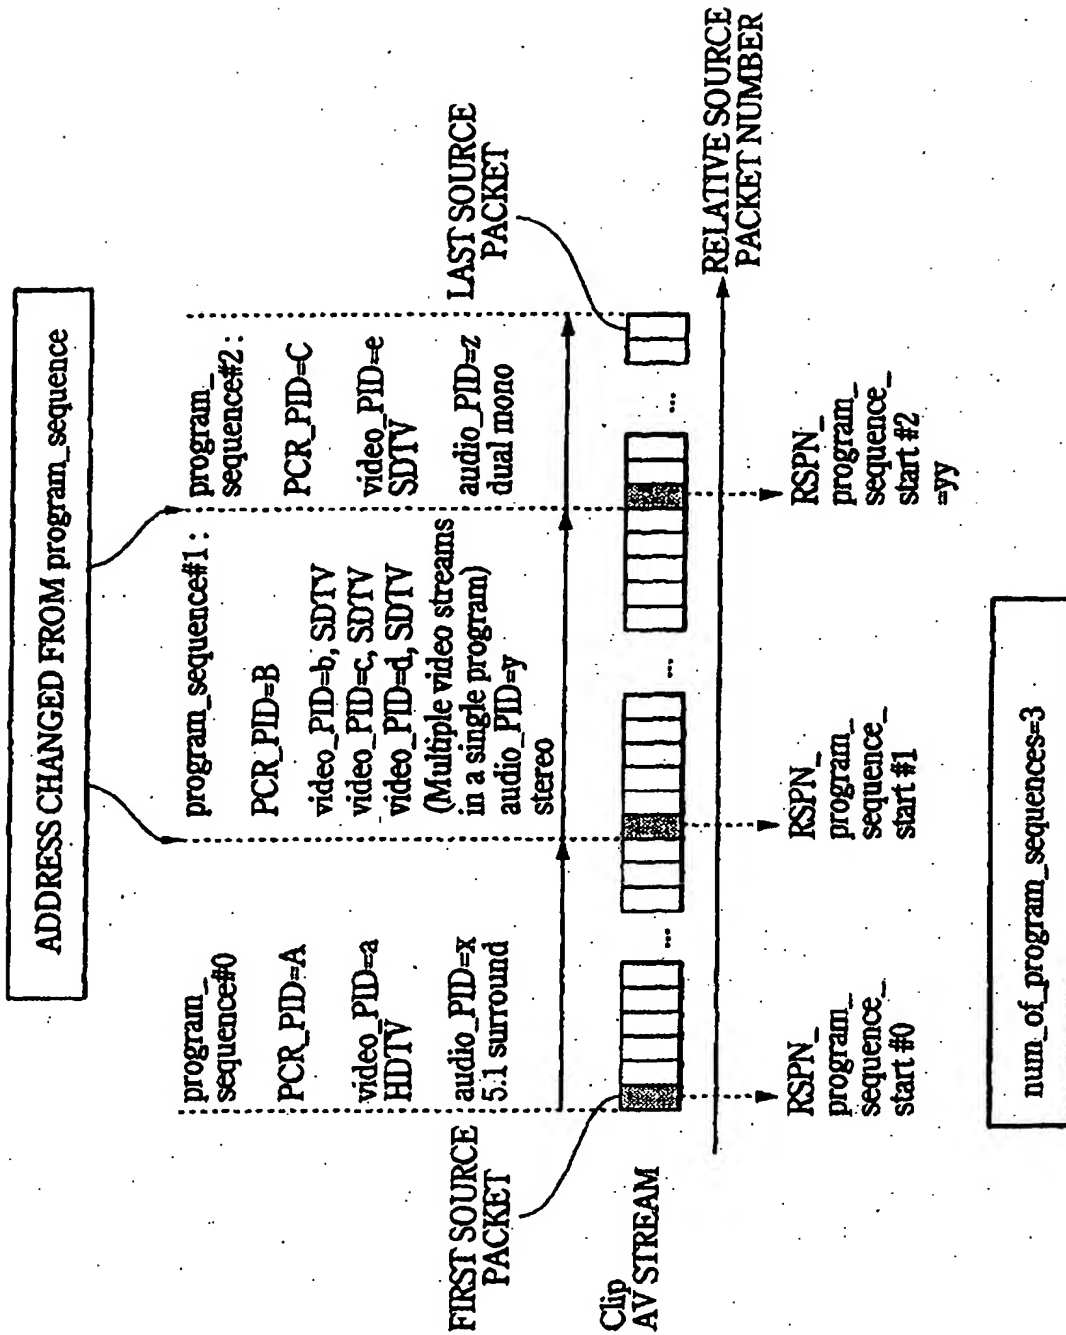 ADDRESS CHANGED FROM program_sequence
program_
sequence#0
PCR_PID=A
video_PID=a
HDTV
audio_PID=x
5.1 surround
program_sequence#1:
PCR_PID=B
video_PID=b, SDTV
video_PID=c, SDTV
video_PID=d, SDTV
(Multiple video streams
in a single program)
audio_PID=y
stereo
program_
sequence#2:
PCR_PID=C
video_PID=e
SDTV
audio_PID=z
dual mono
FIRST SOURCE
PACKET
LAST SOURCE
PACKET
Clip
AV STREAM
...
...
...
RELATIVE SOURCE
PACKET NUMBER
RSPN_
program_
sequence_
start #0
RSPN_
program_
sequence_
start #1
RSPN_
program_
sequence_
start #2
=yy
num_of_program_sequences=3